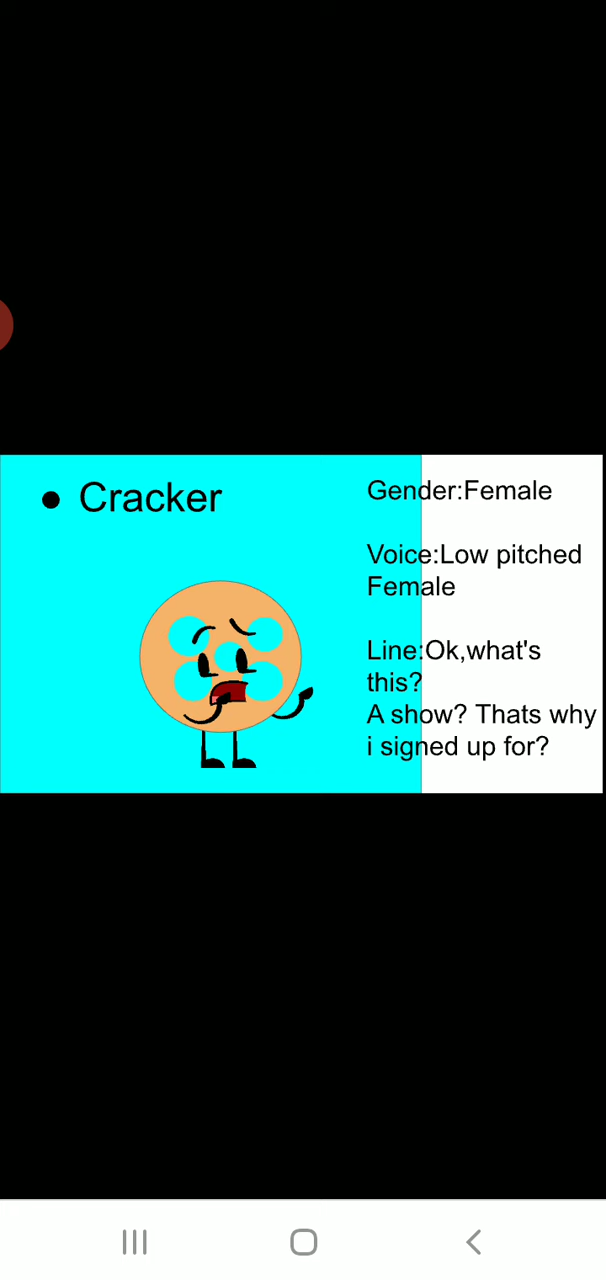 • Cracker
Gender:Female
Voice:Low pitched
Female
Line:Ok,what's
this?
A show? Thats why
i signed up for?